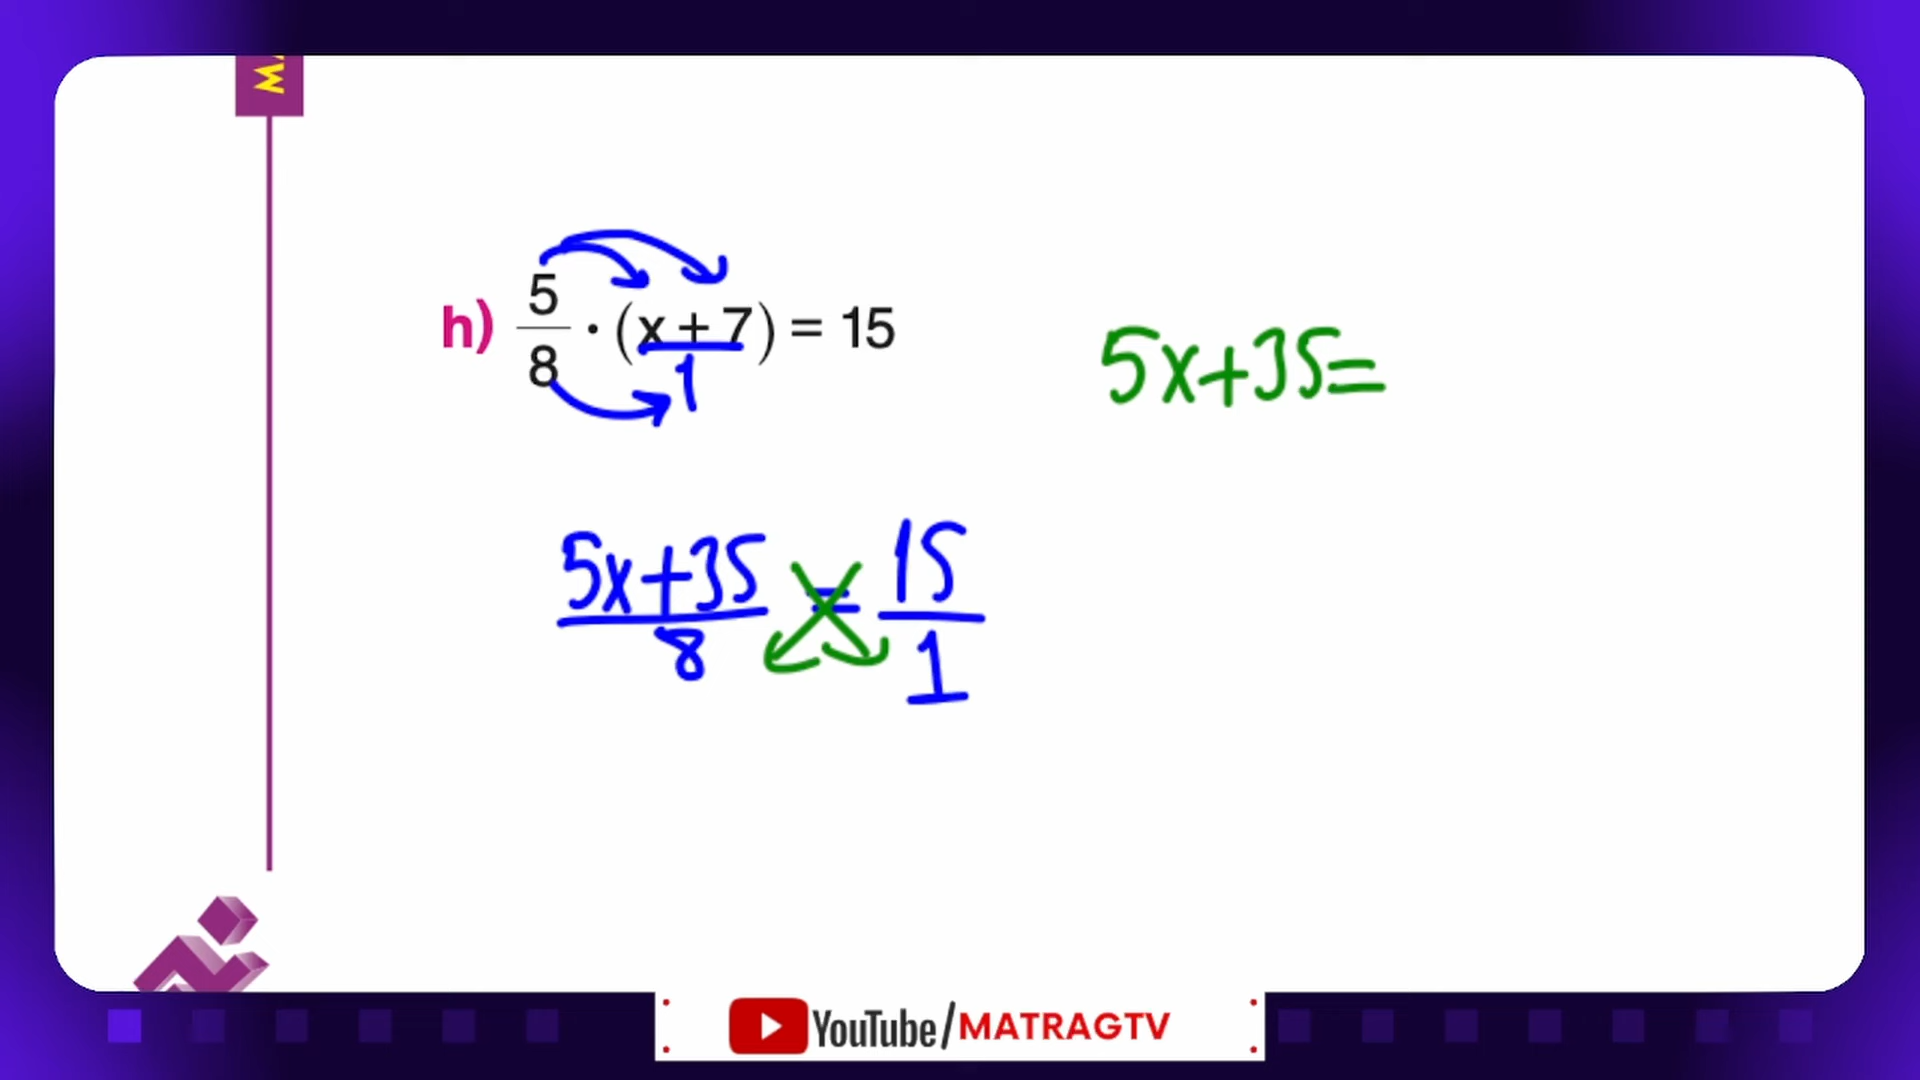 W
h) 5/8 · (x + 7) = 15
1
5x+35=
5x+35/8 = 15/1
YouTube/MATRAGTV